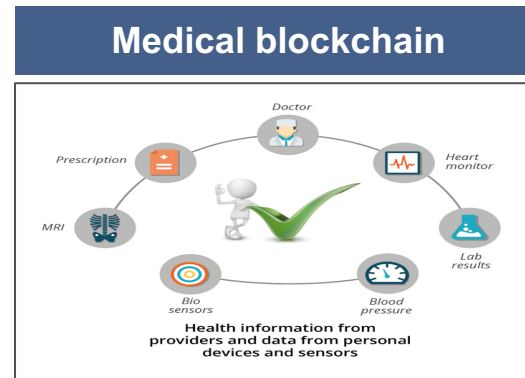 Medical blockchain
Doctor
Prescription
Heart
monitor
MRI
Lab
results
Bio
sensors
Blood
pressure
Health information from
providers and data from personal
devices and sensors